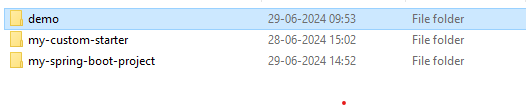 demo 29-06-2024 09:53 File folder
my-custom-starter 28-06-2024 15:02 File folder
my-spring-boot-project 29-06-2024 14:52 File folder